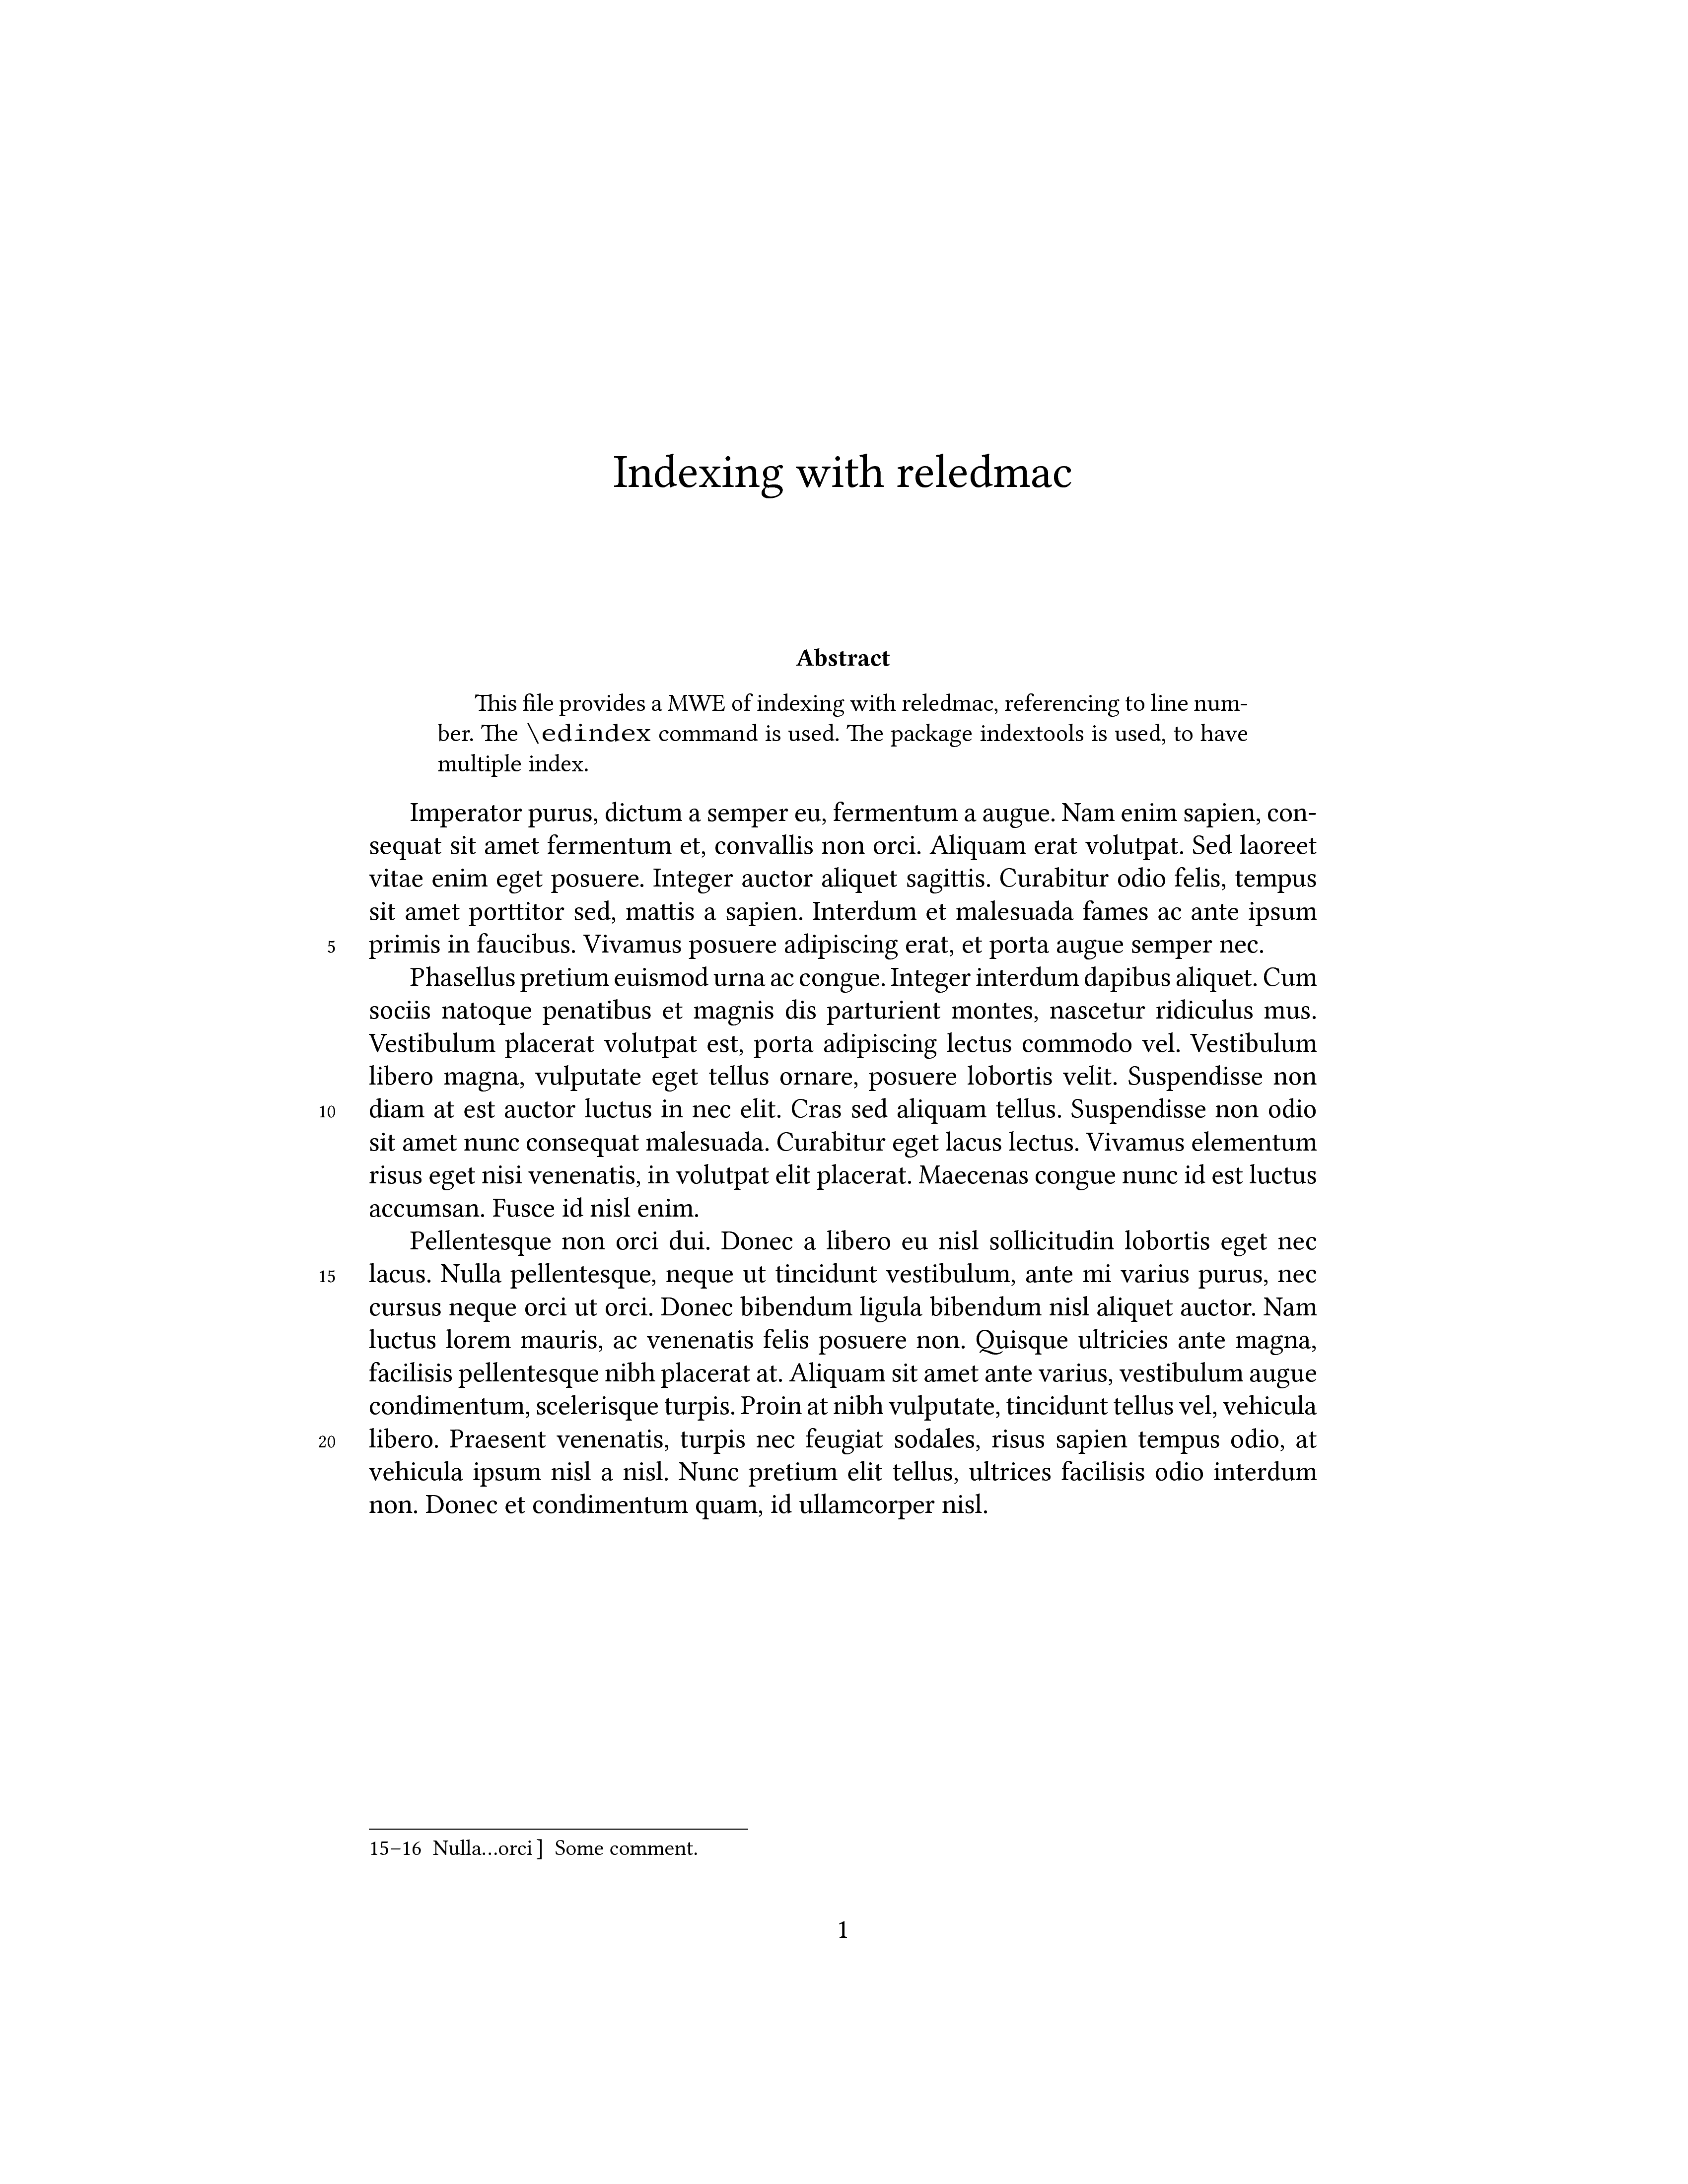 Indexing with reledmac
Abstract
This file provides a MWE of indexing with reledmac, referencing to line num-
ber. The \edindex command is used. The package indextools is used, to have
multiple index.
Imperator purus, dictum a semper eu, fermentum a augue. Nam enim sapien, con-
sequat sit amet fermentum et, convallis non orci. Aliquam erat volutpat. Sed laoreet
vitae enim eget posuere. Integer auctor aliquet sagittis. Curabitur odio felis, tempus
sit amet porttitor sed, mattis a sapien. Interdum et malesuada fames ac ante ipsum
5 primis in faucibus. Vivamus posuere adipiscing erat, et porta augue semper nec.
Phasellus pretium euismod urna ac congue. Integer interdum dapibus aliquet. Cum
sociis natoque penatibus et magnis dis parturient montes, nascetur ridiculus mus.
Vestibulum placerat volutpat est, porta adipiscing lectus commodo vel. Vestibulum
libero magna, vulputate eget tellus ornare, posuere lobortis velit. Suspendisse non
10 diam at est auctor luctus in nec elit. Cras sed aliquam tellus. Suspendisse non odio
sit amet nunc consequat malesuada. Curabitur eget lacus lectus. Vivamus elementum
risus eget nisi venenatis, in volutpat elit placerat. Maecenas congue nunc id est luctus
accumsan. Fusce id nisl enim.
Pellentesque non orci dui. Donec a libero eu nisl sollicitudin lobortis eget nec
15 lacus. Nulla pellentesque, neque ut tincidunt vestibulum, ante mi varius purus, nec
cursus neque orci ut orci. Donec bibendum ligula bibendum nisl aliquet auctor. Nam
luctus lorem mauris, ac venenatis felis posuere non. Quisque ultricies ante magna,
facilisis pellentesque nibh placerat at. Aliquam sit amet ante varius, vestibulum augue
condimentum, scelerisque turpis. Proin at nibh vulputate, tincidunt tellus vel, vehicula
20 libero. Praesent venenatis, turpis nec feugiat sodales, risus sapien tempus odio, at
vehicula ipsum nisl a nisl. Nunc pretium elit tellus, ultrices facilisis odio interdum
non. Donec et condimentum quam, id ullamcorper nisl.
15–16 Nulla…orci ] Some comment.
1